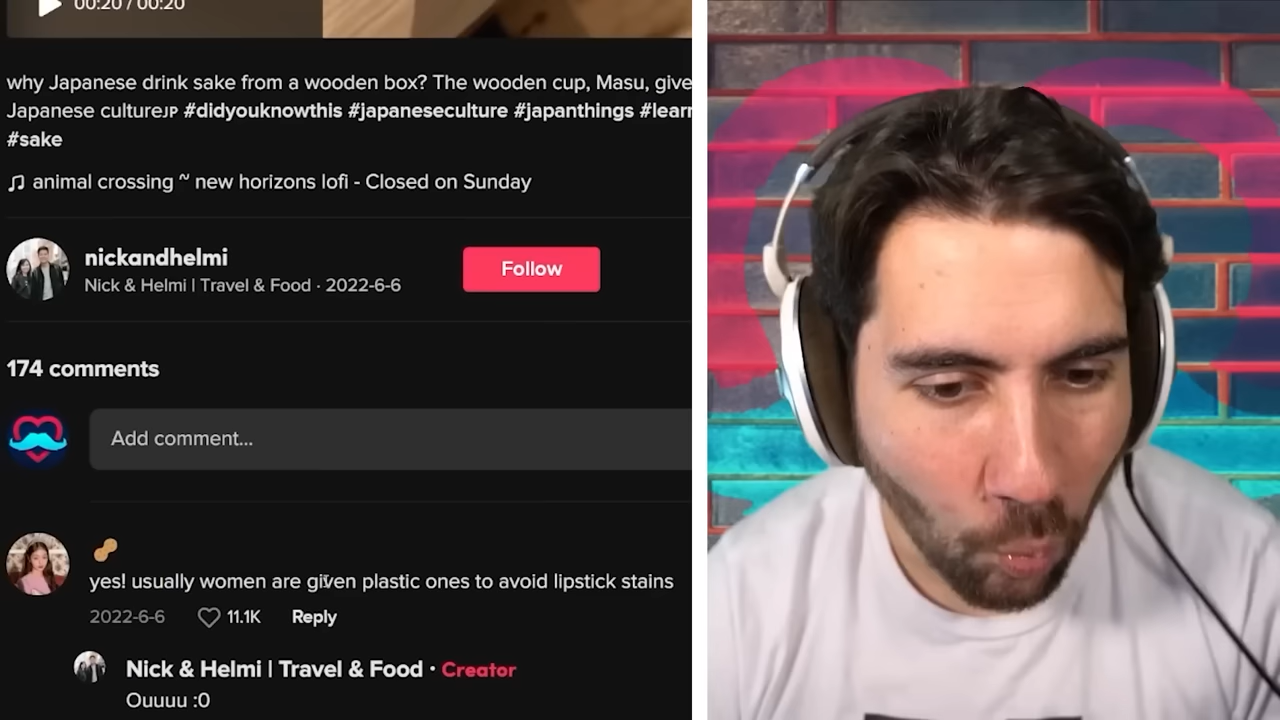 00:20 / 00:20
why Japanese drink sake from a wooden box? The wooden cup, Masu, give
Japanese cultureJP #didyouknowthis #japaneseculture #japanthings #lear
#sake
animal crossing ~ new horizons lofi - Closed on Sunday
nickandhelmi
Nick & Helmi | Travel & Food · 2022-6-6
Follow
174 comments
Add comment...
yes! usually women are given plastic ones to avoid lipstick stains
2022-6-6 11.1K Reply
Nick & Helmi | Travel & Food · Creator
Ouuuu :0